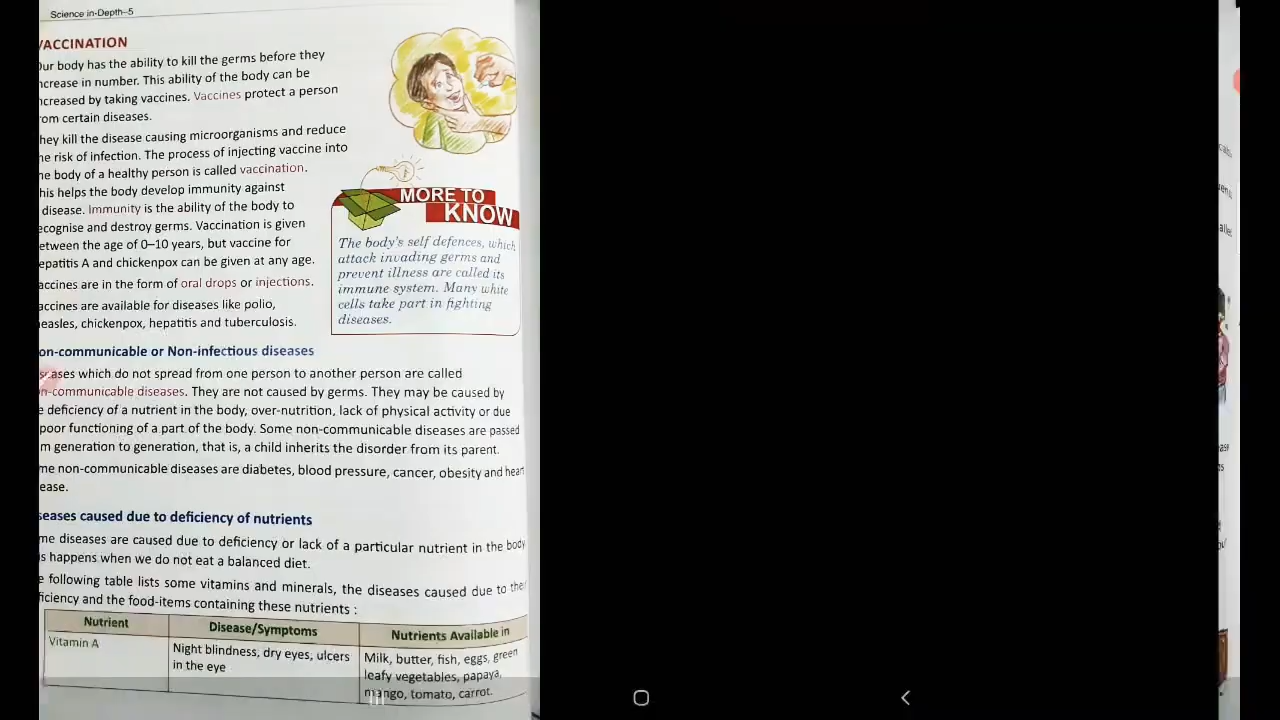 Science in-Depth–5
VACCINATION
Our body has the ability to kill the germs before they
ncrease in number. This ability of the body can be
ncreased by taking vaccines. Vaccines protect a person
rom certain diseases.
hey kill the disease causing microorganisms and reduce
he risk of infection. The process of injecting vaccine into
he body of a healthy person is called vaccination.
his helps the body develop immunity against
disease. Immunity is the ability of the body to
ecognise and destroy germs. Vaccination is given
etween the age of 0–10 years, but vaccine for
epatitis A and chickenpox can be given at any age.
accines are in the form of oral drops or injections.
accines are available for diseases like polio,
easles, chickenpox, hepatitis and tuberculosis.
MORE TO
KNOW
The body's self defences, which
attack invading germs and
prevent illness are called its
immune system. Many white
cells take part in fighting
diseases.
on-communicable or Non-infectious diseases
seases which do not spread from one person to another person are called
n-communicable diseases. They are not caused by germs. They may be caused by
e deficiency of a nutrient in the body, over-nutrition, lack of physical activity or due
poor functioning of a part of the body. Some non-communicable diseases are passed
m generation to generation, that is, a child inherits the disorder from its parent.
me non-communicable diseases are diabetes, blood pressure, cancer, obesity and heart
ease.
seases caused due to deficiency of nutrients
me diseases are caused due to deficiency or lack of a particular nutrient in the body
is happens when we do not eat a balanced diet.
e following table lists some vitamins and minerals, the diseases caused due to their
ficiency and the food-items containing these nutrients :
Nutrient Disease/Symptoms Nutrients Available in
Vitamin A Night blindness, dry eyes, ulcers Milk, butter, fish, eggs, green
in the eye leafy vegetables, papaya,
mango, tomato, carrot.